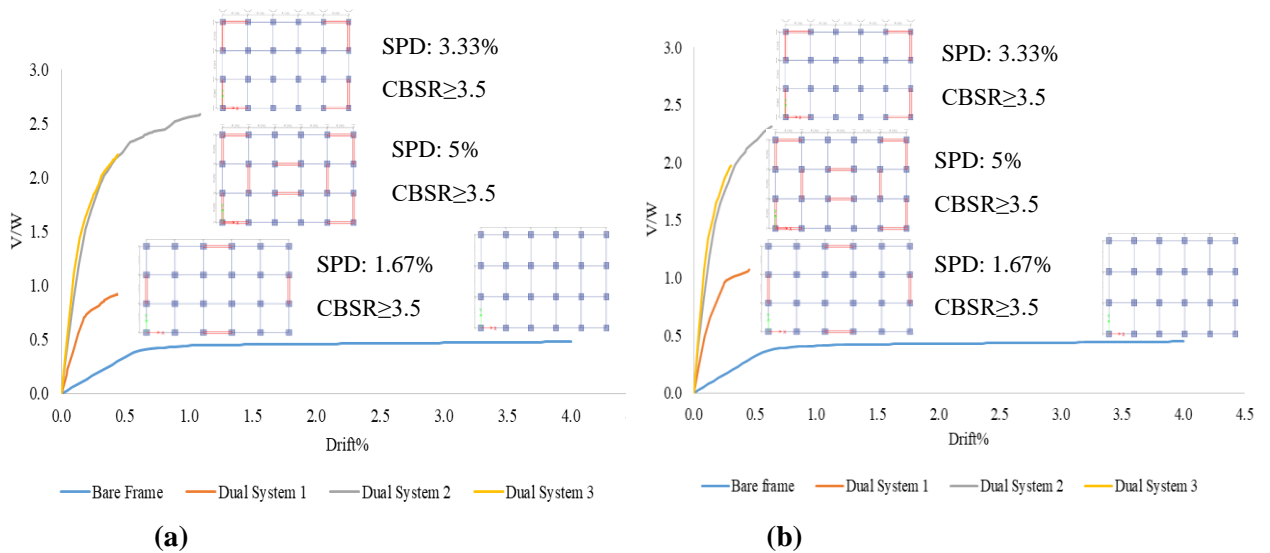 SPD: 3.33%
CBSR≥3.5
SPD: 5%
CBSR≥3.5
SPD: 1.67%
CBSR≥3.5
3.0
2.5
2.0
1.5
1.0
0.5
0.0
V/W
0.0 0.5 1.0 1.5 2.0 2.5 3.0 3.5 4.0
Drift%
Bare Frame Dual System 1 Dual System 2 Dual System 3
(a)
SPD: 3.33%
CBSR≥3.5
SPD: 5%
CBSR≥3.5
SPD: 1.67%
CBSR≥3.5
3.0
2.5
2.0
1.5
1.0
0.5
0.0
V/W
0.0 0.5 1.0 1.5 2.0 2.5 3.0 3.5 4.0 4.5
Drift%
Bare frame Dual System 1 Dual System 2 Dual System 3
(b)